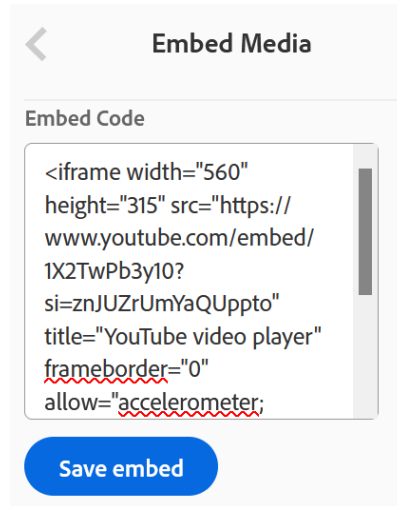 Embed Media
Embed Code
<iframe width="560"
height="315" src="https://
www.youtube.com/embed/
1X2TwPb3y10?
si=znJUZrUmYaQUppto"
title="YouTube video player"
frameborder="0"
allow="accelerometer;
Save embed